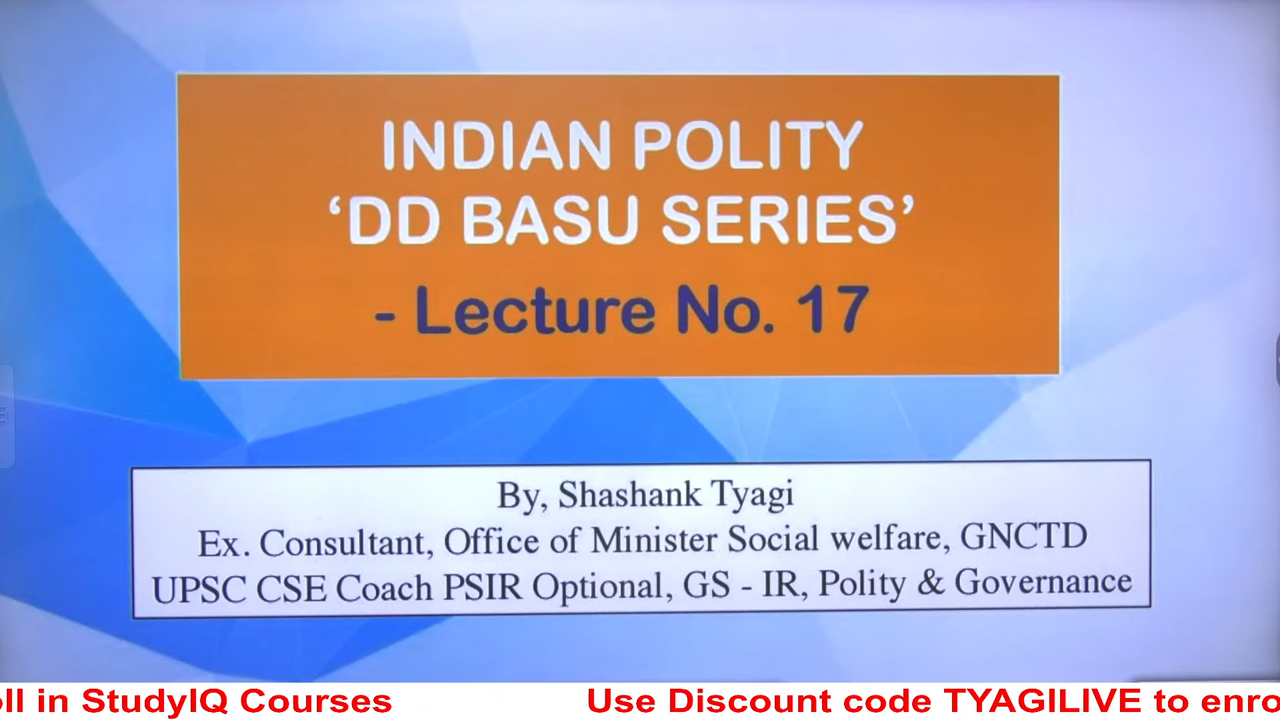 INDIAN POLITY
‘DD BASU SERIES’
- Lecture No. 17
By, Shashank Tyagi
Ex. Consultant, Office of Minister Social welfare, GNCTD
UPSC CSE Coach PSIR Optional, GS - IR, Polity & Governance
in StudyIQ Courses Use Discount code TYAGILIVE to